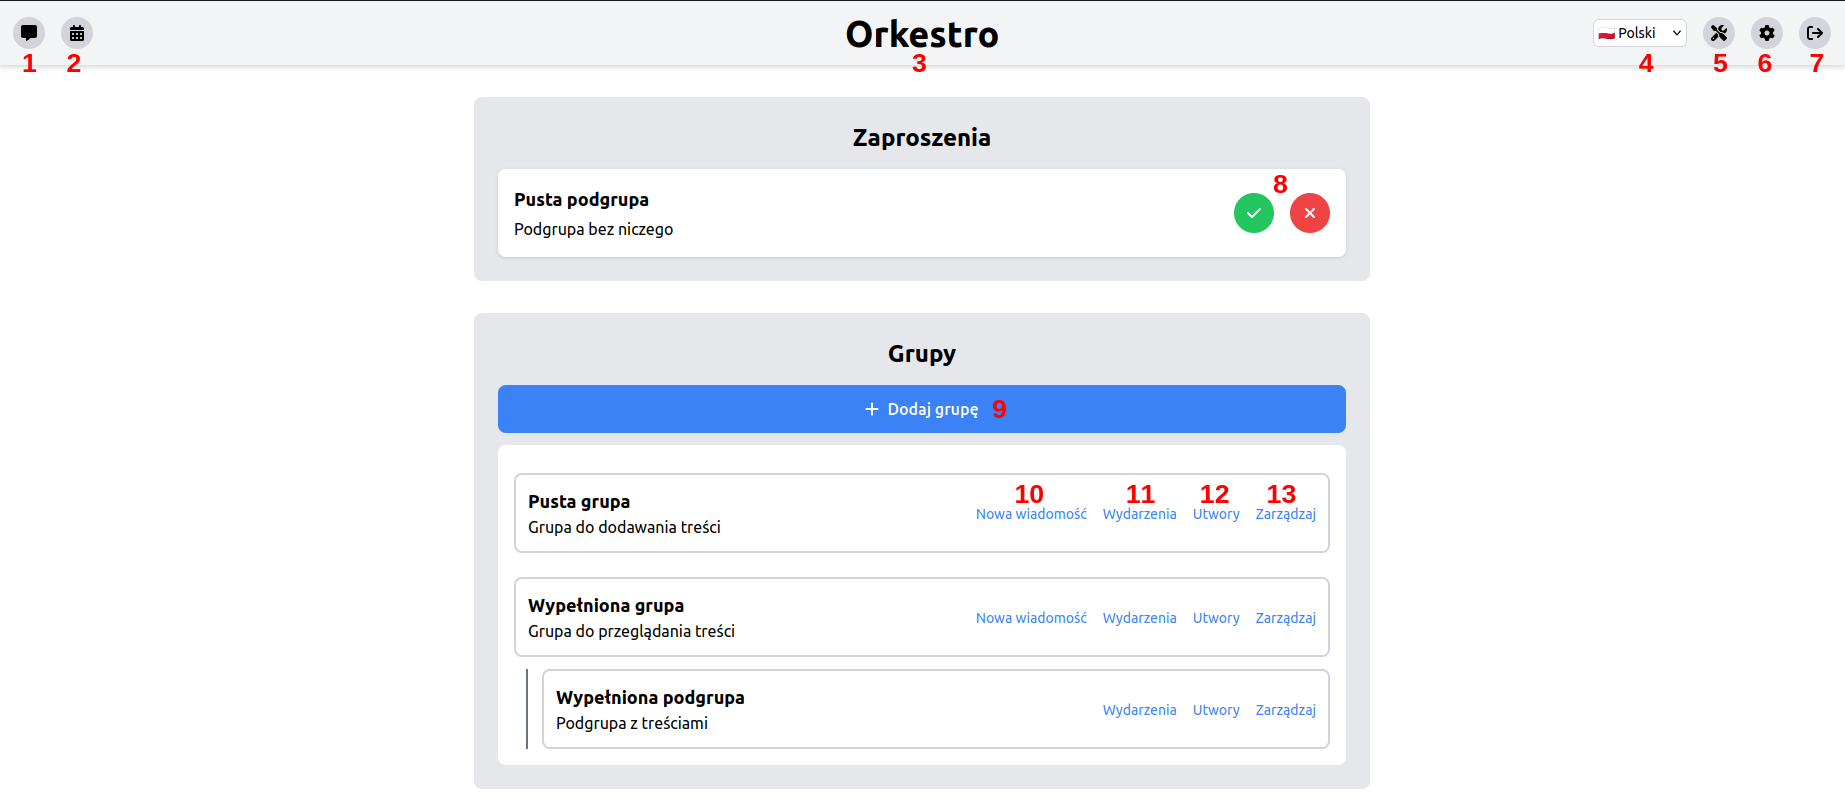 Orkestro
Polski
1 2 3 4 5 6 7
Zaproszenia
8
Pusta podgrupa
Podgrupa bez niczego
Grupy
Dodaj grupę 9
10 11 12 13
Pusta grupa
Nowa wiadomość Wydarzenia Utwory Zarządzaj
Grupa do dodawania treści
Wypełniona grupa
Nowa wiadomość Wydarzenia Utwory Zarządzaj
Grupa do przeglądania treści
Wypełniona podgrupa
Wydarzenia Utwory Zarządzaj
Podgrupa z treściami